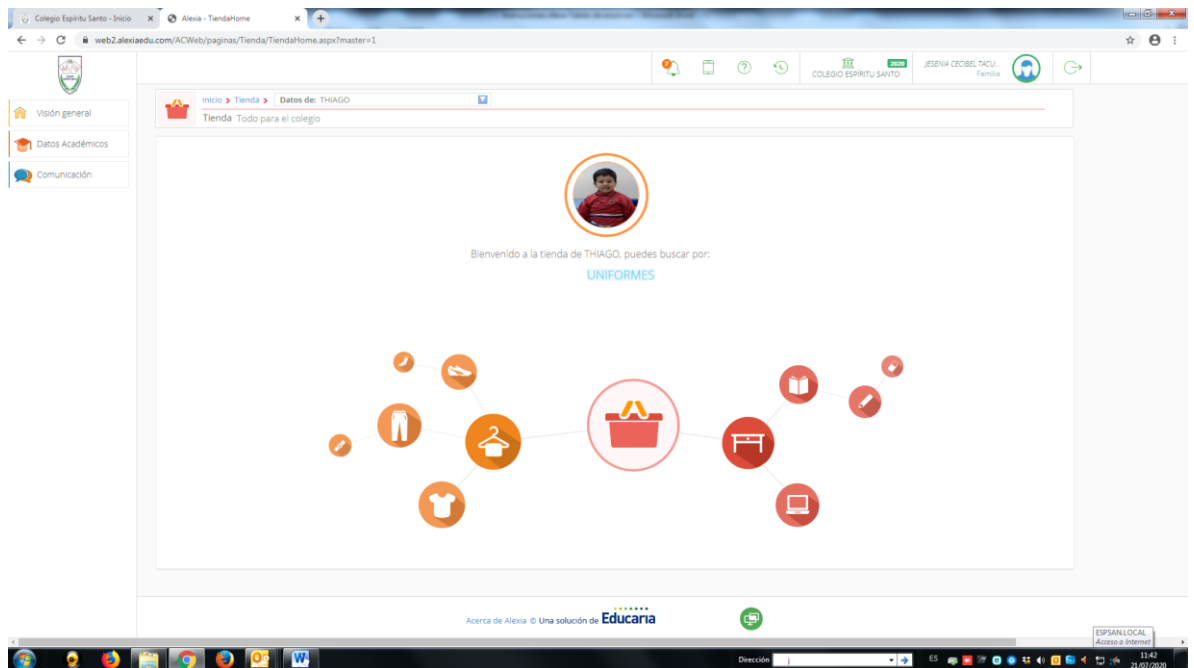 Colegio Espíritu Santo - Inicio
Alexia - TiendaHome
web2.alexiaedu.com/ACWeb/paginas/Tienda/TiendaHome.aspx?master=1
2020
COLEGIO ESPÍRITU SANTO
JESENIA CECIBEL TACU...
Familia
Visión general
Datos Académicos
Comunicación
Inicio > Tienda > Datos de: THIAGO
Tienda Todo para el colegio
Bienvenido a la tienda de THIAGO, puedes buscar por:
UNIFORMES
Acerca de Alexia © Una solución de Educaria
ESPSAN.LOCAL
Acceso a Internet
Dirección
ES
11:42
21/07/2020